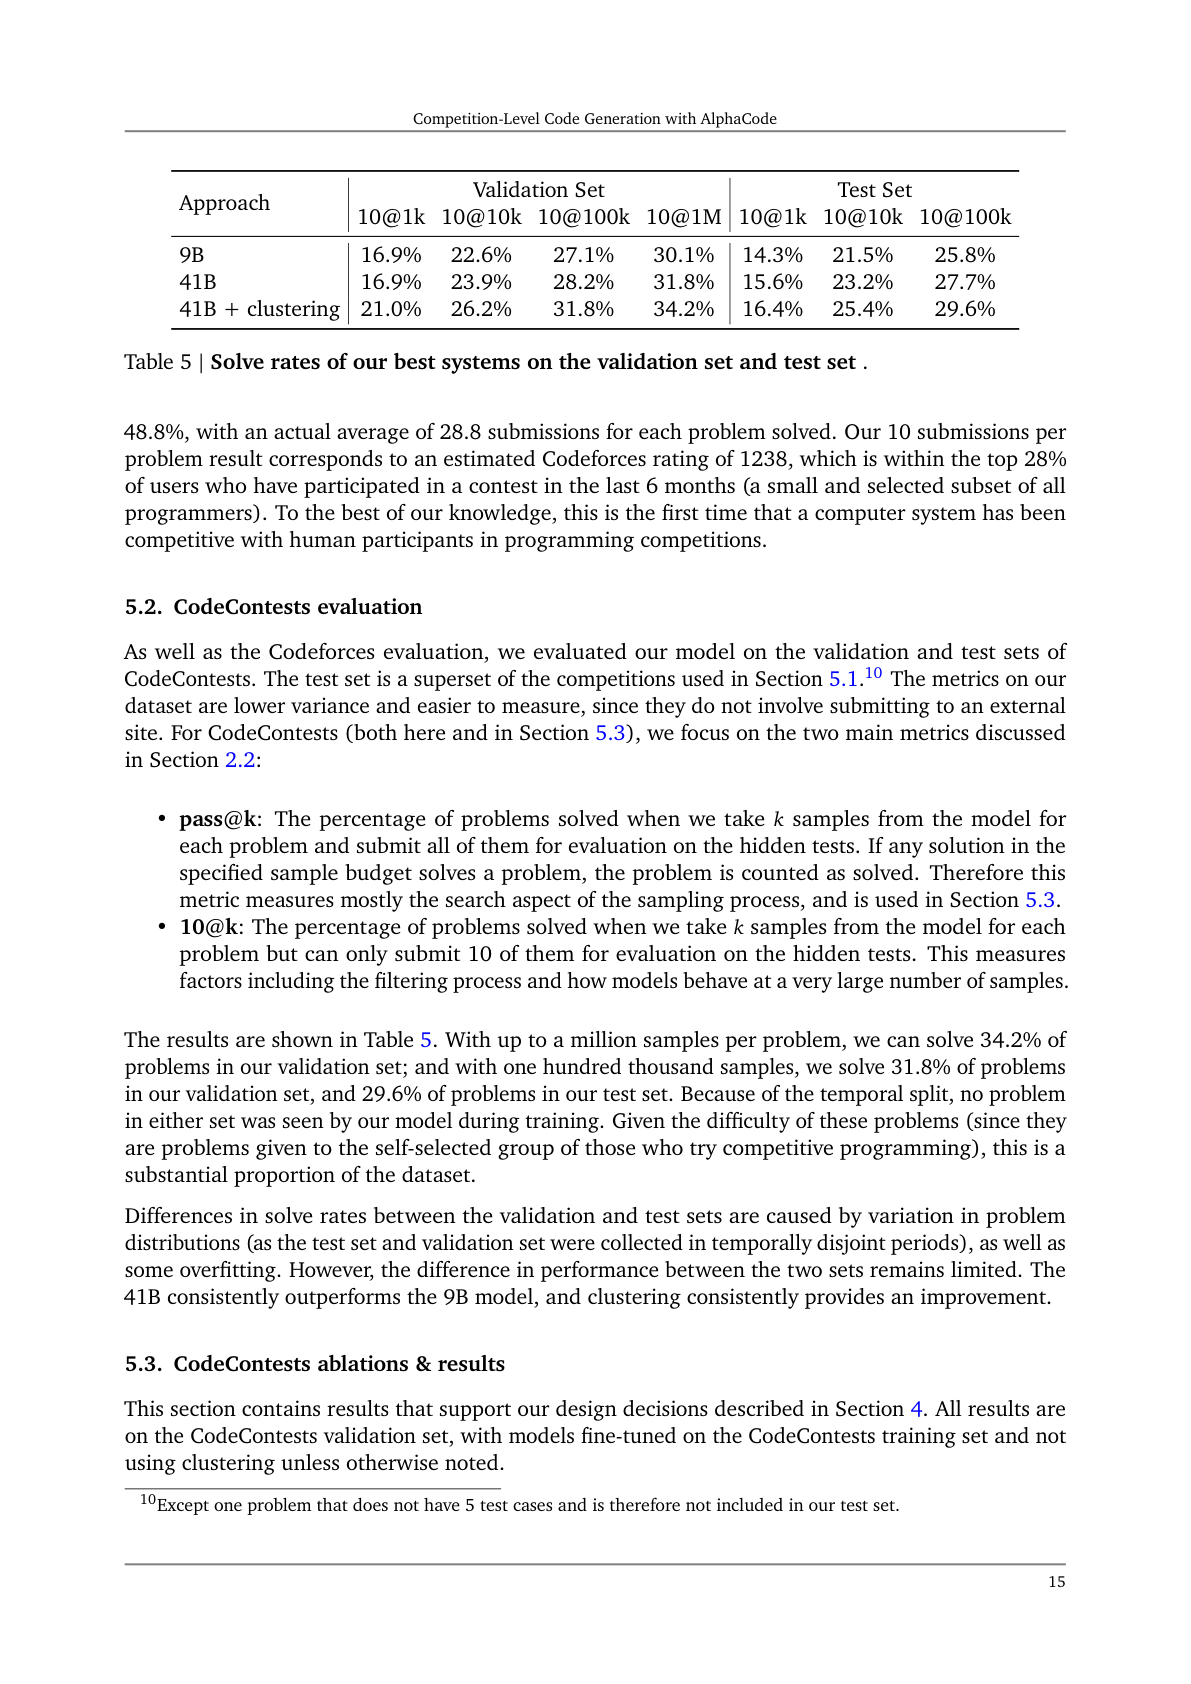 Competition-Level Code Generation with AlphaCode
Approach Validation Set Test Set
10@1k 10@10k 10@100k 10@1M 10@1k 10@10k 10@100k
9B 16.9% 22.6% 27.1% 30.1% 14.3% 21.5% 25.8%
41B 16.9% 23.9% 28.2% 31.8% 15.6% 23.2% 27.7%
41B + clustering 21.0% 26.2% 31.8% 34.2% 16.4% 25.4% 29.6%
Table 5 | Solve rates of our best systems on the validation set and test set .
48.8%, with an actual average of 28.8 submissions for each problem solved. Our 10 submissions per
problem result corresponds to an estimated Codeforces rating of 1238, which is within the top 28%
of users who have participated in a contest in the last 6 months (a small and selected subset of all
programmers). To the best of our knowledge, this is the first time that a computer system has been
competitive with human participants in programming competitions.
5.2. CodeContests evaluation
As well as the Codeforces evaluation, we evaluated our model on the validation and test sets of
CodeContests. The test set is a superset of the competitions used in Section 5.1.10 The metrics on our
dataset are lower variance and easier to measure, since they do not involve submitting to an external
site. For CodeContests (both here and in Section 5.3), we focus on the two main metrics discussed
in Section 2.2:
• pass@k: The percentage of problems solved when we take k samples from the model for
each problem and submit all of them for evaluation on the hidden tests. If any solution in the
specified sample budget solves a problem, the problem is counted as solved. Therefore this
metric measures mostly the search aspect of the sampling process, and is used in Section 5.3.
• 10@k: The percentage of problems solved when we take k samples from the model for each
problem but can only submit 10 of them for evaluation on the hidden tests. This measures
factors including the filtering process and how models behave at a very large number of samples.
The results are shown in Table 5. With up to a million samples per problem, we can solve 34.2% of
problems in our validation set; and with one hundred thousand samples, we solve 31.8% of problems
in our validation set, and 29.6% of problems in our test set. Because of the temporal split, no problem
in either set was seen by our model during training. Given the difficulty of these problems (since they
are problems given to the self-selected group of those who try competitive programming), this is a
substantial proportion of the dataset.
Differences in solve rates between the validation and test sets are caused by variation in problem
distributions (as the test set and validation set were collected in temporally disjoint periods), as well as
some overfitting. However, the difference in performance between the two sets remains limited. The
41B consistently outperforms the 9B model, and clustering consistently provides an improvement.
5.3. CodeContests ablations & results
This section contains results that support our design decisions described in Section 4. All results are
on the CodeContests validation set, with models fine-tuned on the CodeContests training set and not
using clustering unless otherwise noted.
10Except one problem that does not have 5 test cases and is therefore not included in our test set.
15